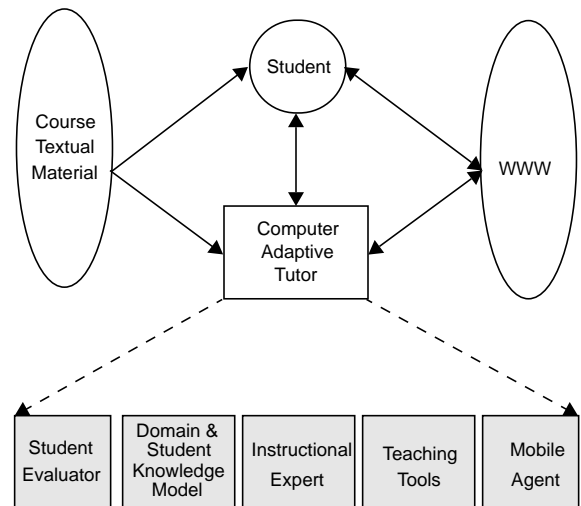 Student
Course
Textual
Material
WWW
Computer
Adaptive
Tutor
Student
Evaluator
Domain &
Student
Knowledge
Model
Instructional
Expert
Teaching
Tools
Mobile
Agent